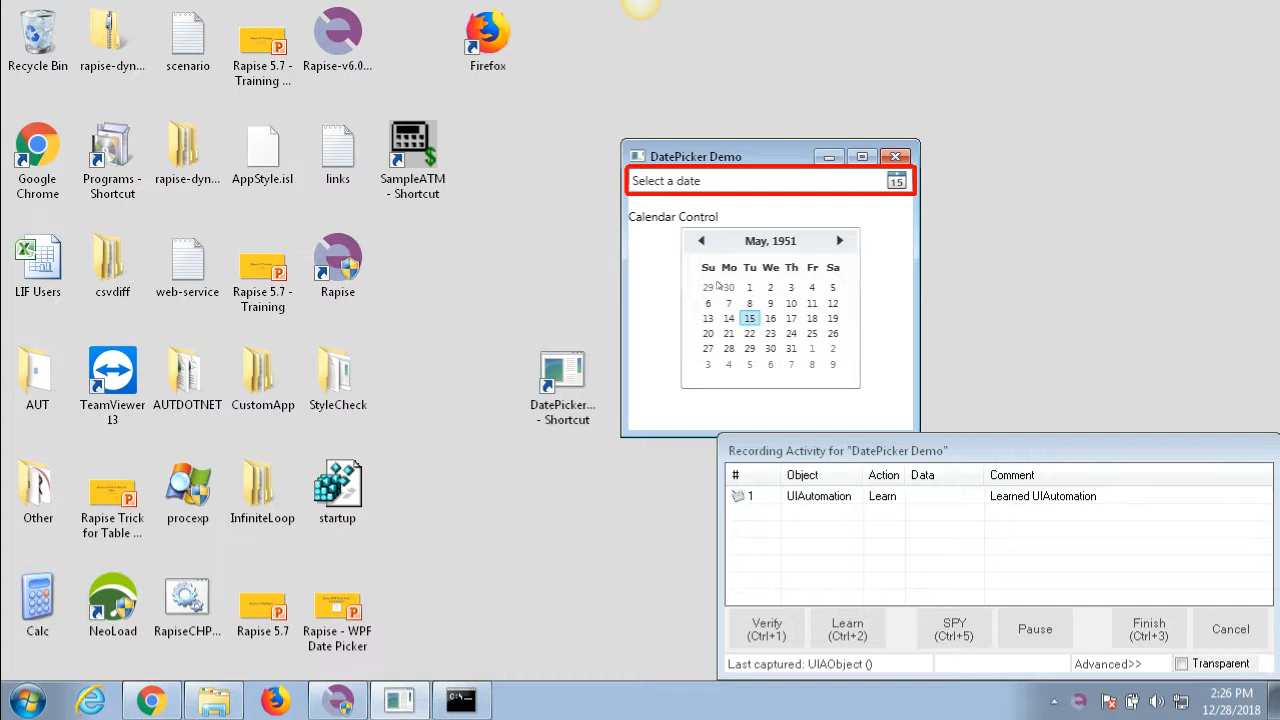 Recycle Bin
rapise-dyn...
scenario
Rapise 5.7 -
Training ...
Rapise-v6.0...
Firefox
Google
Chrome
Programs -
Shortcut
rapise-dyn...
AppStyle.isl
links
SampleATM
- Shortcut
LIF Users
csvdiff
web-service
Rapise 5.7 -
Training
Rapise
AUT
TeamViewer
13
AUTDOTNET
CustomApp
StyleCheck
DatePicker...
- Shortcut
Other
Rapise Trick
for Table ...
procexp
InfiniteLoop
startup
Calc
NeoLoad
RapiseCHP...
Rapise 5.7
Rapise - WPF
Date Picker
DatePicker Demo
Select a date
15
Calendar Control
May, 1951
Su Mo Tu We Th Fr Sa
29 30 1 2 3 4 5
6 7 8 9 10 11 12
13 14 15 16 17 18 19
20 21 22 23 24 25 26
27 28 29 30 31 1 2
3 4 5 6 7 8 9
Recording Activity for "DatePicker Demo"
# Object Action Data Comment
1 UIAutomation Learn Learned UIAutomation
Verify
(Ctrl+1)
Learn
(Ctrl+2)
SPY
(Ctrl+5)
Pause
Finish
(Ctrl+3)
Cancel
Last captured: UIAObject ()
Advanced>>
Transparent
C:\
2:26 PM
12/28/2018